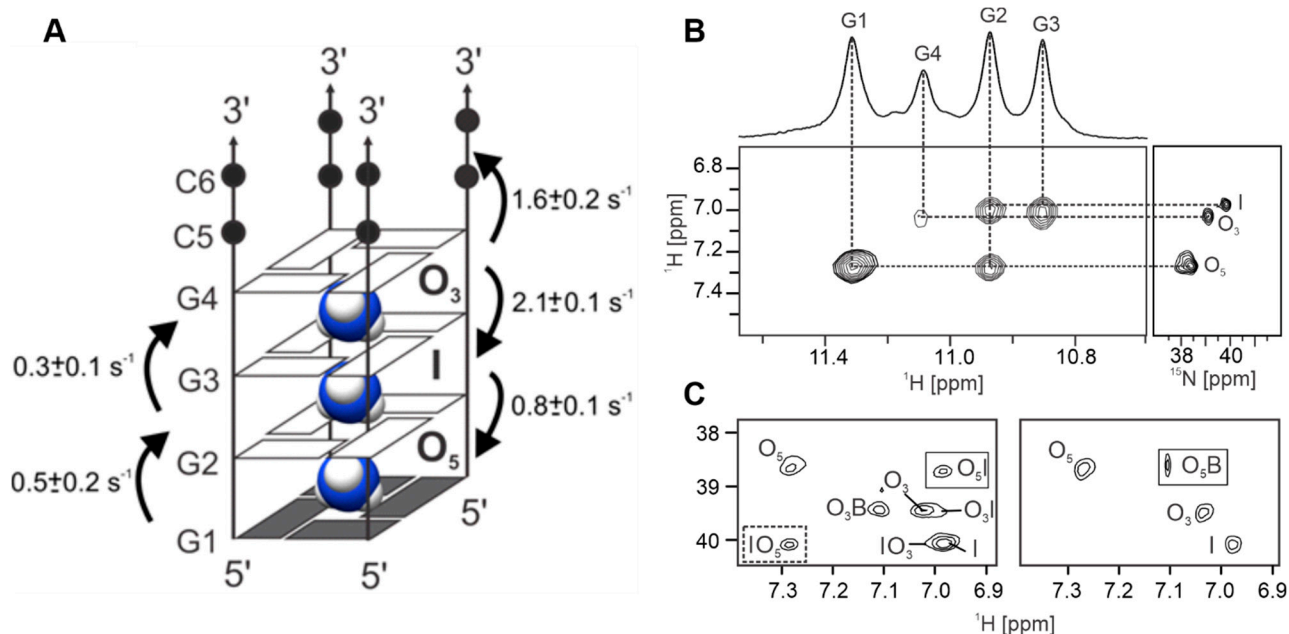 A
3'
3'
3'
3'
C6
C5
G4
G3
G2
G1
O₃
I
O₅
1.6±0.2 s⁻¹
2.1±0.1 s⁻¹
0.8±0.1 s⁻¹
0.3±0.1 s⁻¹
0.5±0.2 s⁻¹
5'
5'
5'
B
G1
G4
G2
G3
6.8
7.0
7.2
7.4
¹H [ppm]
11.4
11.0
10.8
¹H [ppm]
I
O₃
O₅
38
40
¹⁵N [ppm]
C
38
39
40
O₅
O₅I
O₃
O₃B
O₃I
IO₅
IO₃
I
7.3
7.2
7.1
7.0
6.9
O₅
O₅B
O₃
I
7.3
7.2
7.1
7.0
6.9
¹H [ppm]